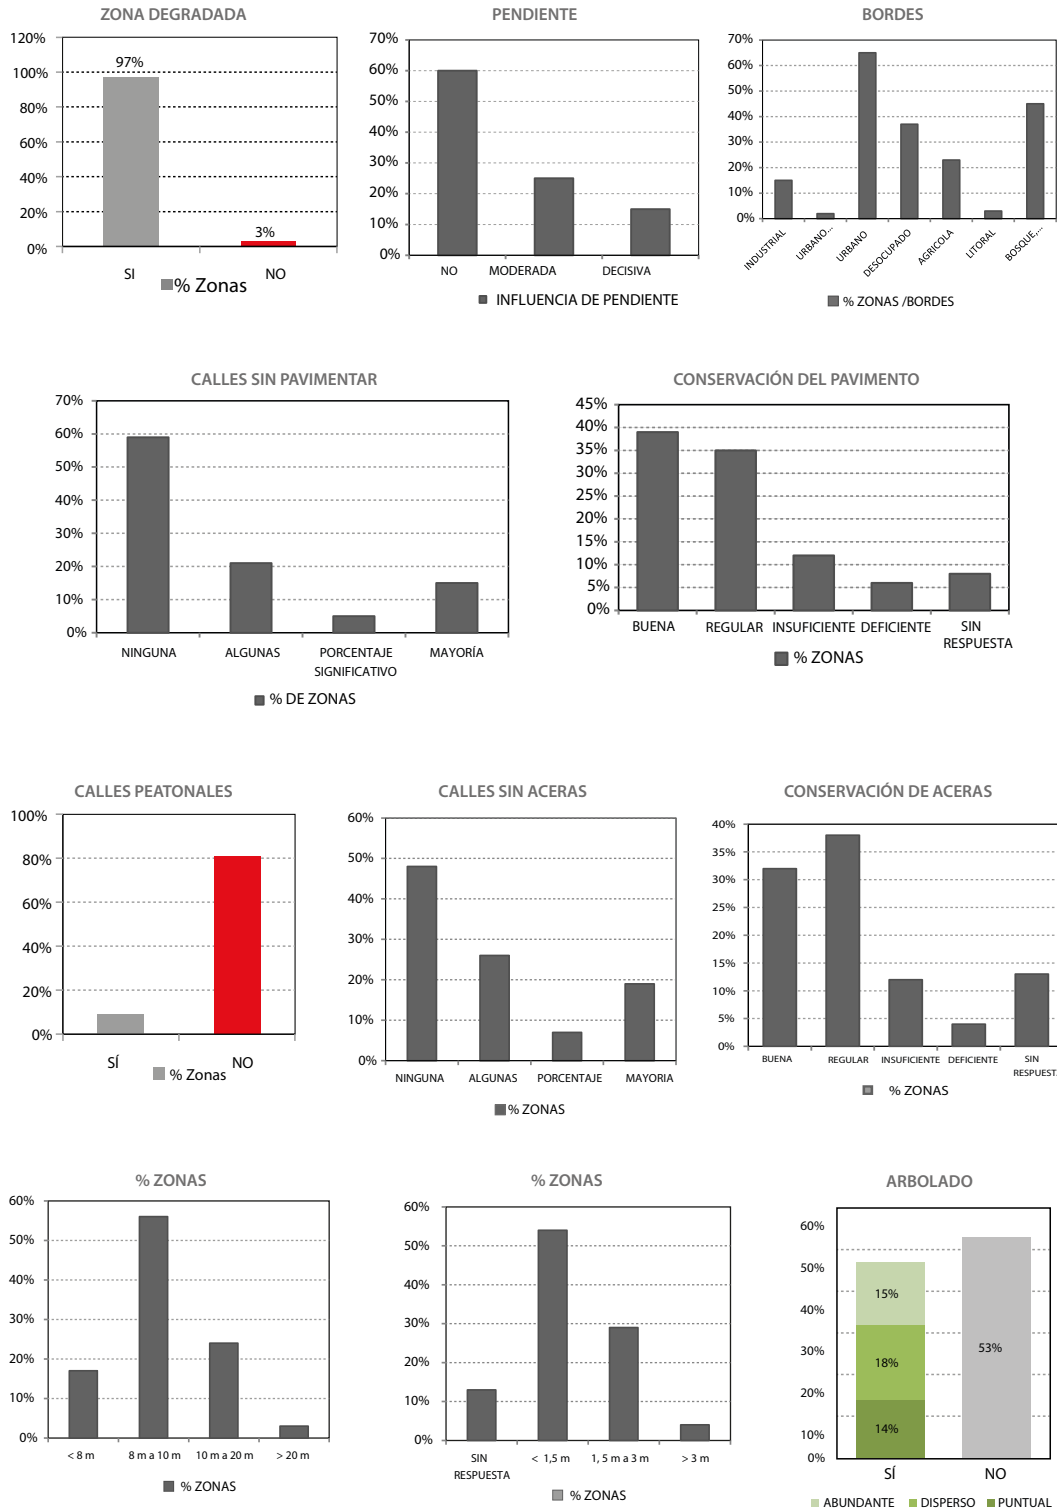 ZONA DEGRADADA
120%
100%
80%
60%
40%
20%
0%
97%
3%
SI NO
% Zonas
PENDIENTE
70%
60%
50%
40%
30%
20%
10%
0%
NO MODERADA DECISIVA
INFLUENCIA DE PENDIENTE
BORDES
70%
60%
50%
40%
30%
20%
10%
0%
INDUSTRIAL
URBANO...
URBANO
DESOCUPADO
AGRICOLA
LITORAL
BOSQUE,...
% ZONAS /BORDES
CALLES SIN PAVIMENTAR
70%
60%
50%
40%
30%
20%
10%
0%
NINGUNA ALGUNAS PORCENTAJE MAYORÍA
SIGNIFICATIVO
% DE ZONAS
CONSERVACIÓN DEL PAVIMENTO
45%
40%
35%
30%
25%
20%
15%
10%
5%
0%
BUENA REGULAR INSUFICIENTE DEFICIENTE SIN
RESPUESTA
% ZONAS
CALLES PEATONALES
100%
80%
60%
40%
20%
0%
SÍ NO
% Zonas
CALLES SIN ACERAS
60%
50%
40%
30%
20%
10%
0%
NINGUNA ALGUNAS PORCENTAJE MAYORIA
% ZONAS
CONSERVACIÓN DE ACERAS
40%
35%
30%
25%
20%
15%
10%
5%
0%
BUENA REGULAR INSUFICIENTE DEFICIENTE SIN
RESPUESTA
% ZONAS
% ZONAS
60%
50%
40%
30%
20%
10%
0%
< 8 m 8 m a 10 m 10 m a 20 m > 20 m
% ZONAS
% ZONAS
60%
50%
40%
30%
20%
10%
0%
SIN < 1,5 m 1, 5 m a 3 m > 3 m
RESPUESTA
% ZONAS
ARBOLADO
60%
50%
40%
30%
20%
10%
0%
15%
18%
14%
53%
SÍ NO
ABUNDANTE DISPERSO PUNTUAL